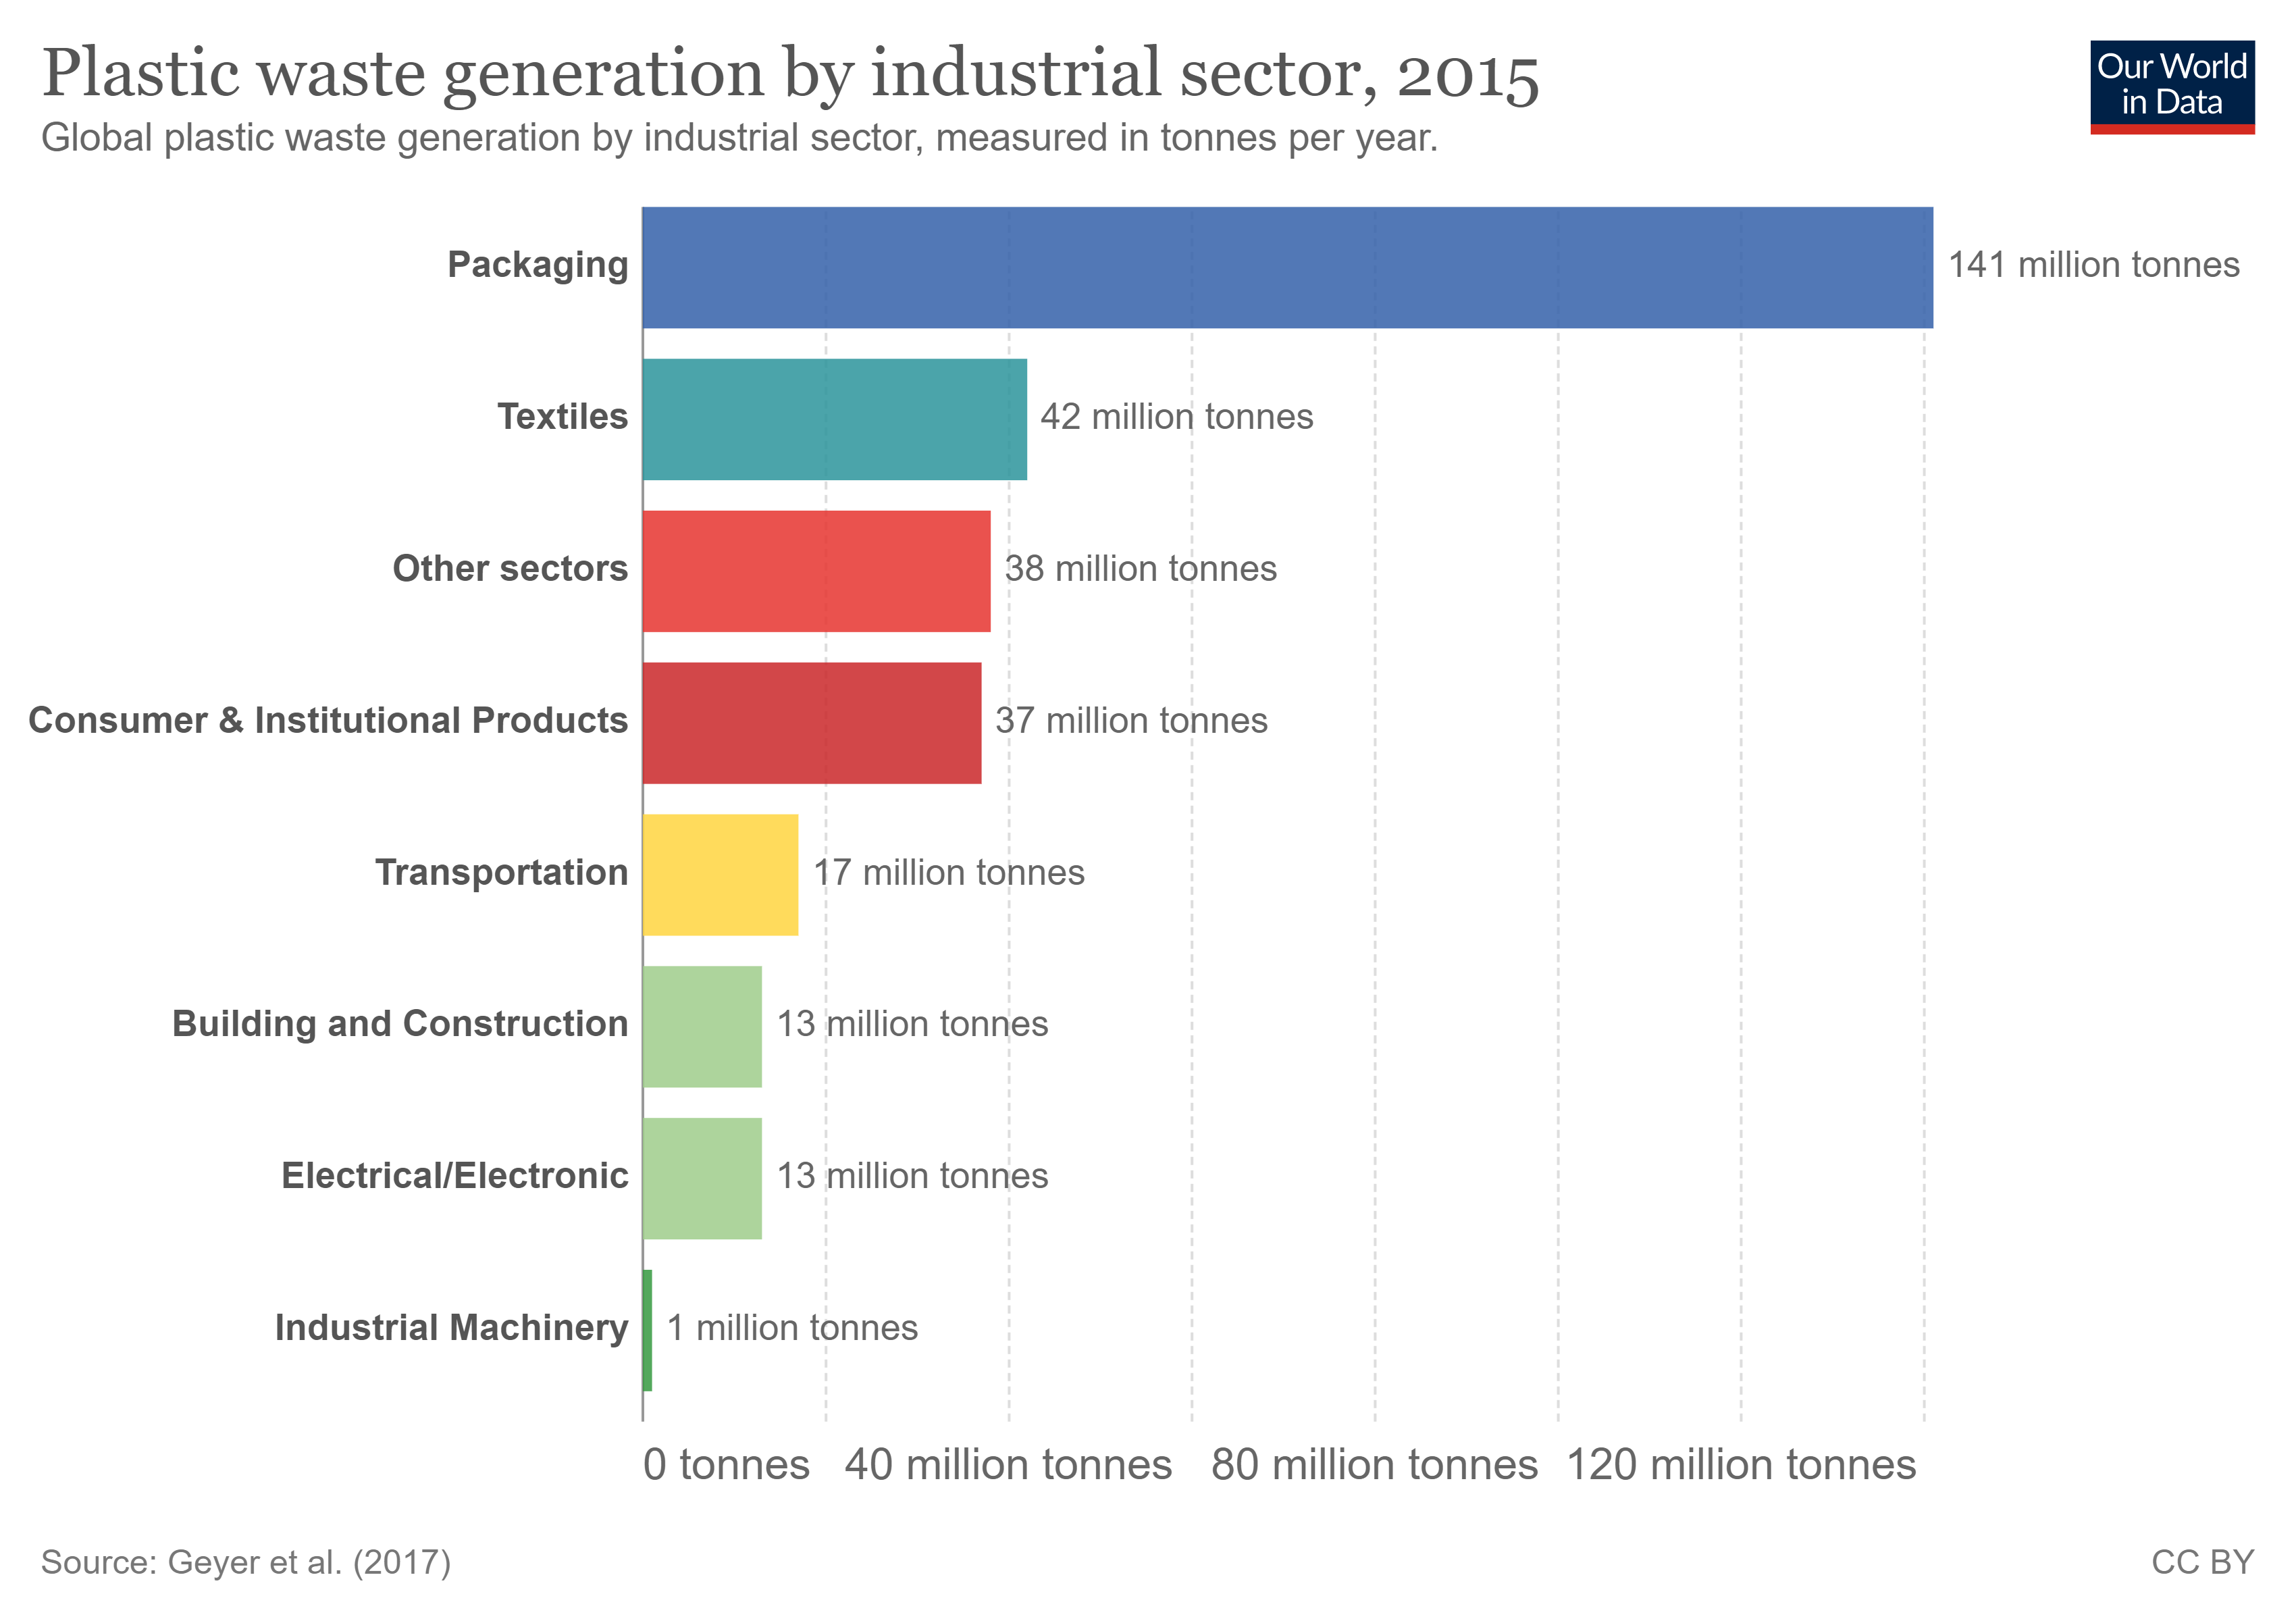 Plastic waste generation by industrial sector, 2015
Global plastic waste generation by industrial sector, measured in tonnes per year.
Our World
in Data
Packaging 141 million tonnes
Textiles 42 million tonnes
Other sectors 38 million tonnes
Consumer & Institutional Products 37 million tonnes
Transportation 17 million tonnes
Building and Construction 13 million tonnes
Electrical/Electronic 13 million tonnes
Industrial Machinery 1 million tonnes
0 tonnes 40 million tonnes 80 million tonnes 120 million tonnes
Source: Geyer et al. (2017) CC BY